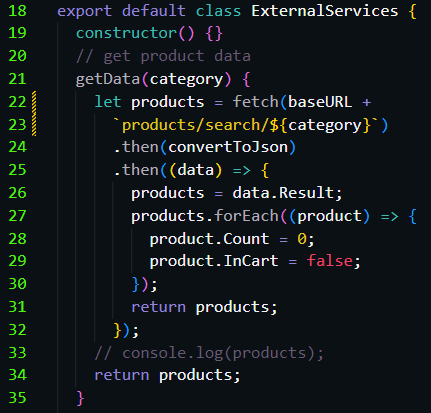 18 export default class ExternalServices {
19   constructor() {}
20   // get product data
21   getData(category) {
22     let products = fetch(baseURL +
23       `products/search/${category}`)
24       .then(convertToJson)
25       .then((data) => {
26         products = data.Result;
27         products.forEach((product) => {
28           product.Count = 0;
29           product.InCart = false;
30         });
31         return products;
32       });
33     // console.log(products);
34     return products;
35   }